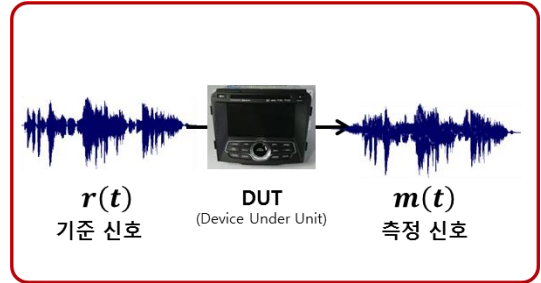 r(t)
기준 신호
DUT
(Device Under Unit)
m(t)
측정 신호